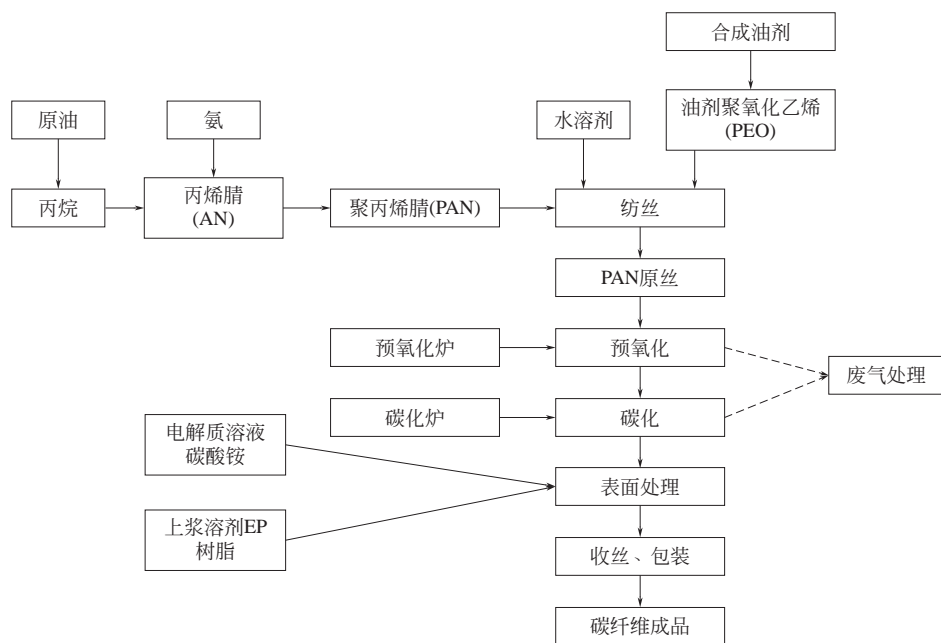 合成油剂
原油
氨
水溶剂
油剂聚氧化乙烯
(PEO)
丙烷
丙烯腈
(AN)
聚丙烯腈(PAN)
纺丝
PAN原丝
预氧化炉
预氧化
废气处理
碳化炉
碳化
电解质溶液
碳酸铵
表面处理
上浆溶剂EP
树脂
收丝、包装
碳纤维成品